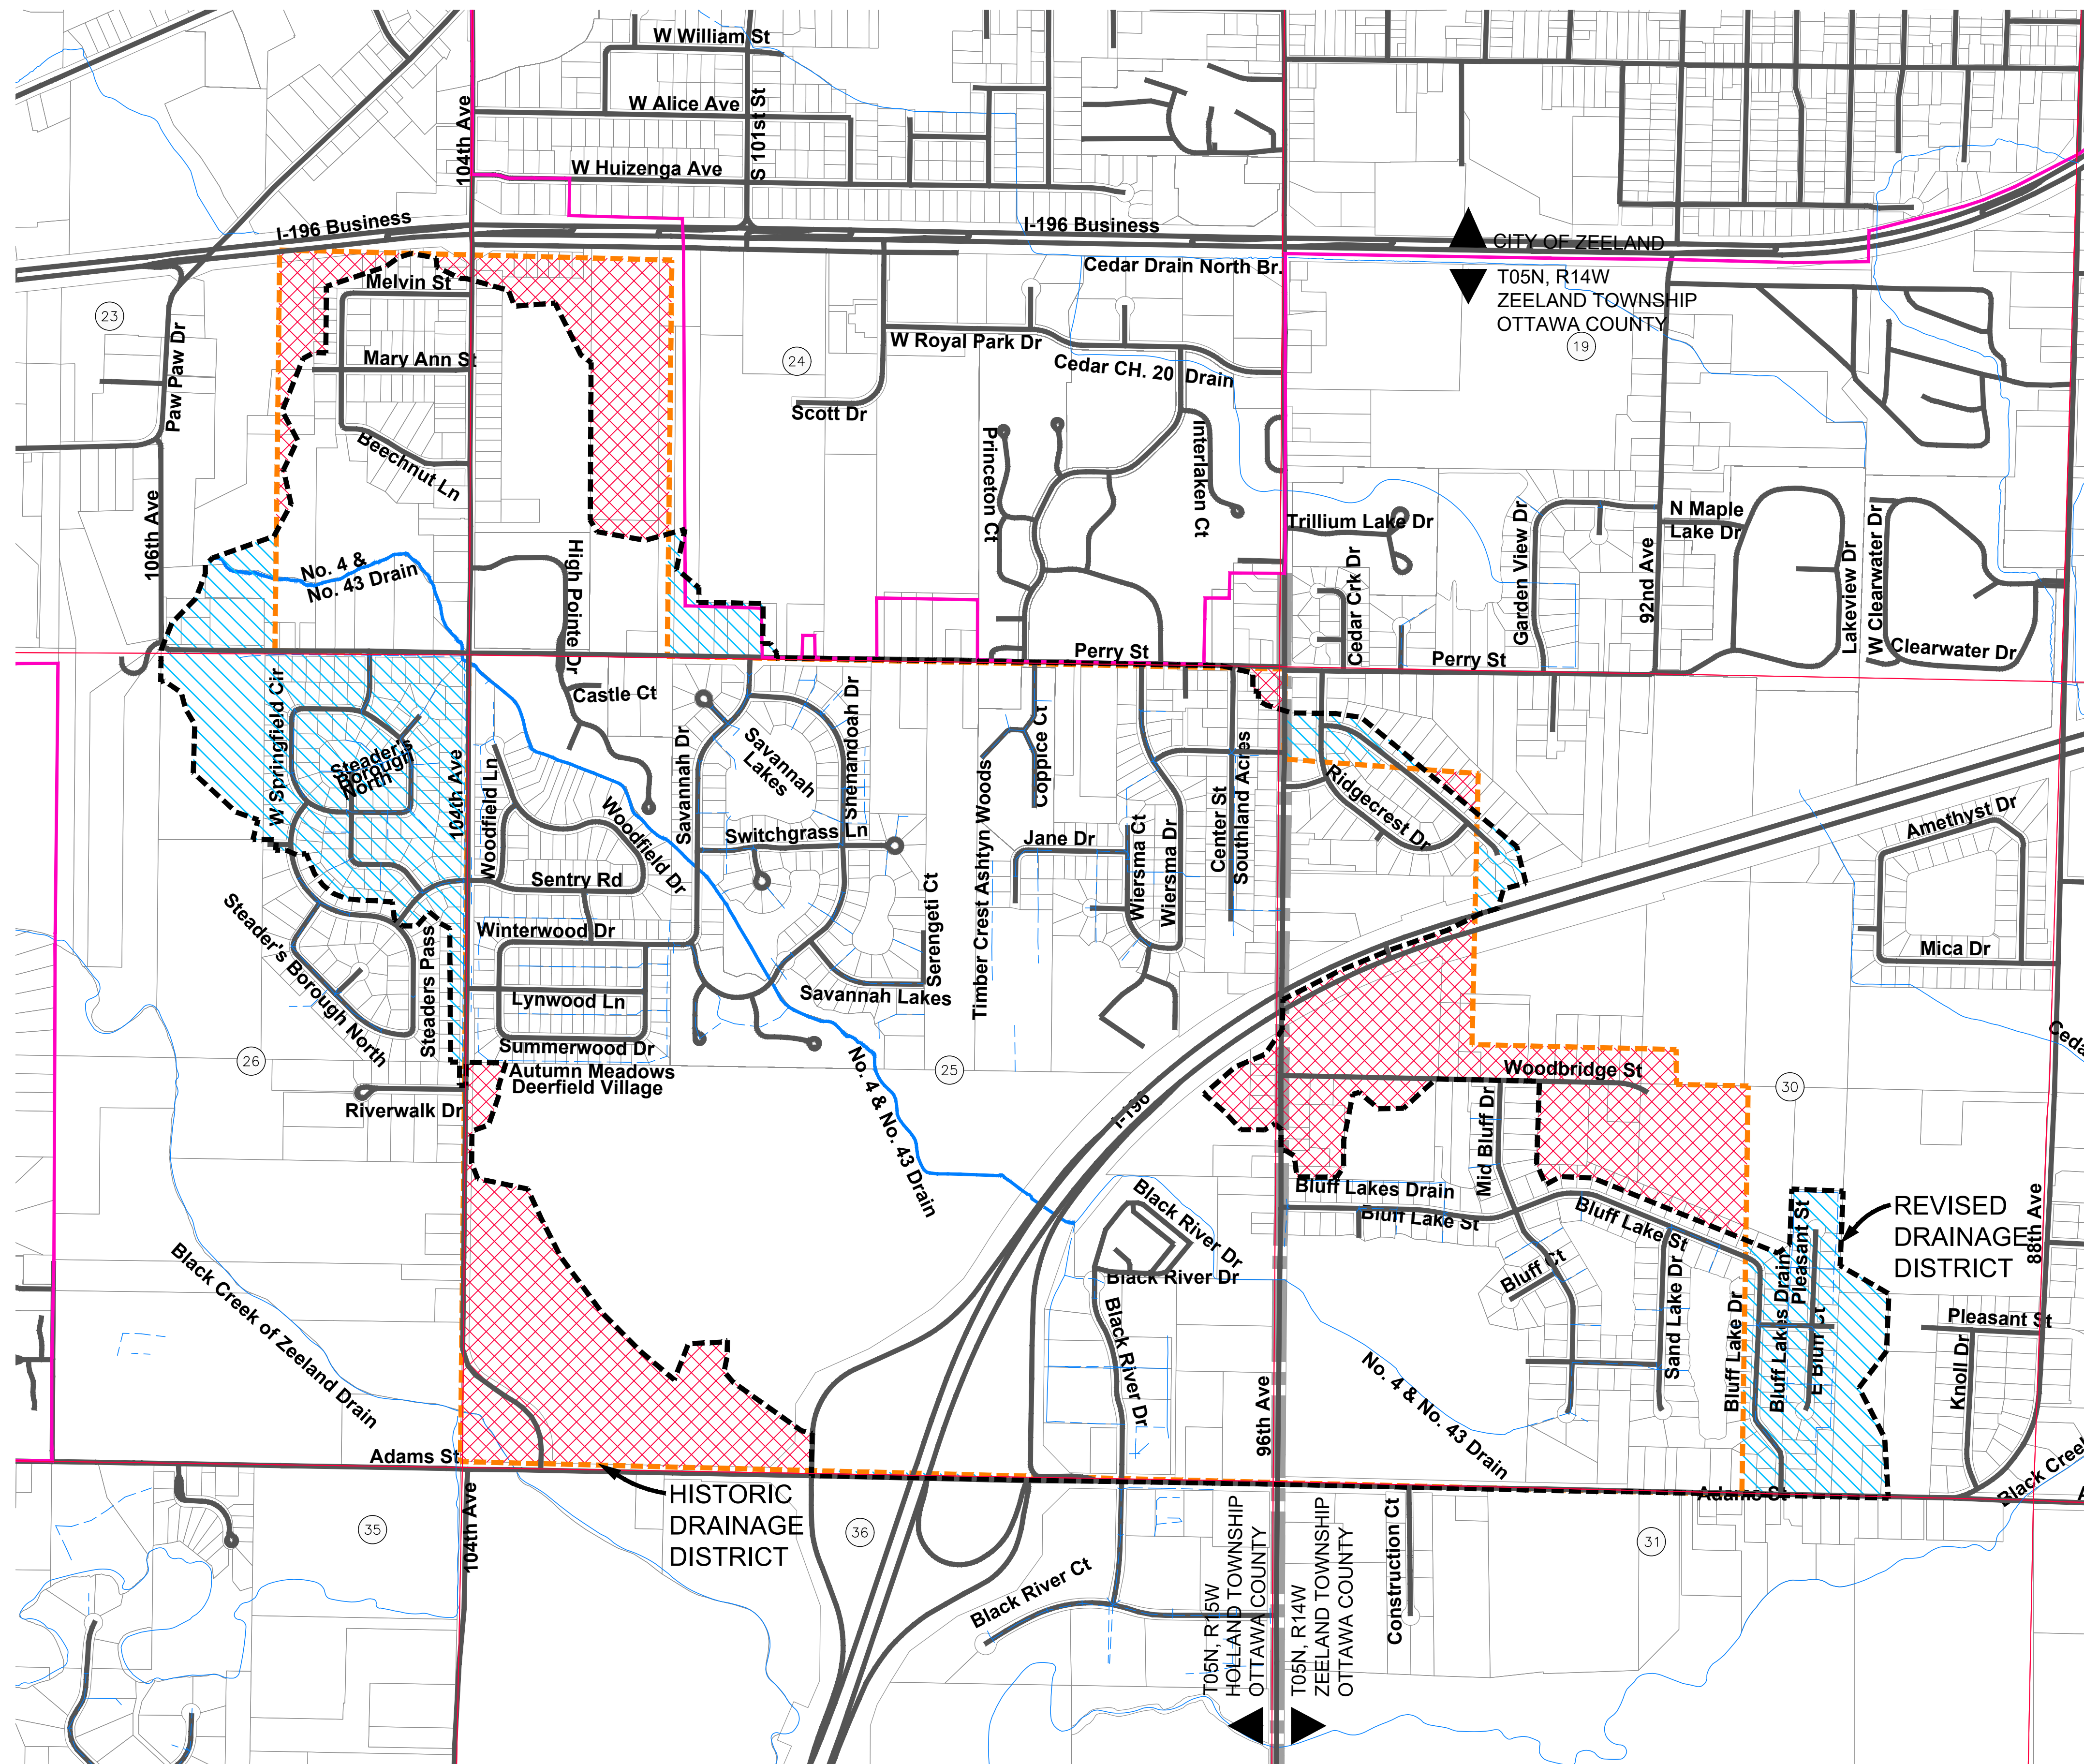 W William St
W Alice Ave
S 101st St
104th Ave
W Huizenga Ave
I-196 Business
I-196 Business
CITY OF ZEELAND
Cedar Drain North Br.
T05N, R14W
ZEELAND TOWNSHIP
OTTAWA COUNTY
Melvin St
23
Paw Paw Dr
Mary Ann St
24
W Royal Park Dr
Cedar CH. 20 Drain
19
Scott Dr
Beechnut Ln
Princeton Ct
Interlaken Ct
106th Ave
Trillium Lake Dr
Garden View Dr
N Maple
Lake Dr
92nd Ave
Lakeview Dr
W Clearwater Dr
No. 4 &
No. 43 Drain
High Pointe Dr
Cedar Crk Dr
Perry St
Perry St
Clearwater Dr
Castle Ct
W Springfield Cir
Steader's
Borough
North
104th Ave
Woodfield Ln
Woodfield Dr
Savannah Dr
Savannah
Lakes
Shenandoah Dr
Coppice Ct
Timber Crest Ashtyn Woods
Center St
Southland Acres
Ridgecrest Dr
Switchgrass Ln
Jane Dr
Wiersma Ct
Wiersma Dr
Amethyst Dr
Sentry Rd
Serengeti Ct
Winterwood Dr
Mica Dr
Steader's Borough North
Steaders Pass
Lynwood Ln
Savannah Lakes
Summerwood Dr
26
Autumn Meadows
Deerfield Village
25
No. 4 & No. 43 Drain
Woodbridge St
30
Riverwalk Dr
I-196
Mid Bluff Dr
Black River Dr
Bluff Lakes Drain
Bluff Lake St
Bluff Lake St
Pleasant St
REVISED
DRAINAGE
DISTRICT
88th Ave
Black Creek of Zeeland Drain
Black River Dr
Black River Dr
Bluff Ct
Sand Lake Dr
Bluff Lake Dr
Bluff Lakes Drain
E Bluff Ct
Pleasant St
Knoll Dr
No. 4 & No. 43 Drain
96th Ave
Adams St
Adams St
Black Creek
HISTORIC
DRAINAGE
DISTRICT
104th Ave
35
36
31
Construction Ct
Black River Ct
T05N, R15W
HOLLAND TOWNSHIP
OTTAWA COUNTY
T05N, R14W
ZEELAND TOWNSHIP
OTTAWA COUNTY